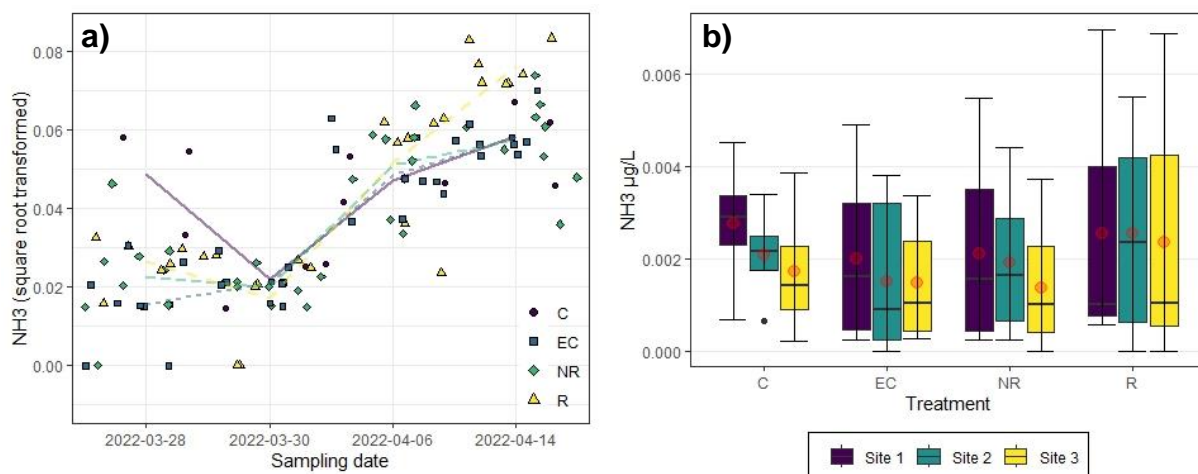 a)
NH3 (square root transformed)
0.08
0.06
0.04
0.02
0.00
C
EC
NR
R
2022-03-28 2022-03-30 2022-04-06 2022-04-14
Sampling date
b)
NH3 µg/L
0.006
0.004
0.002
0.000
C EC NR R
Treatment
Site 1 Site 2 Site 3